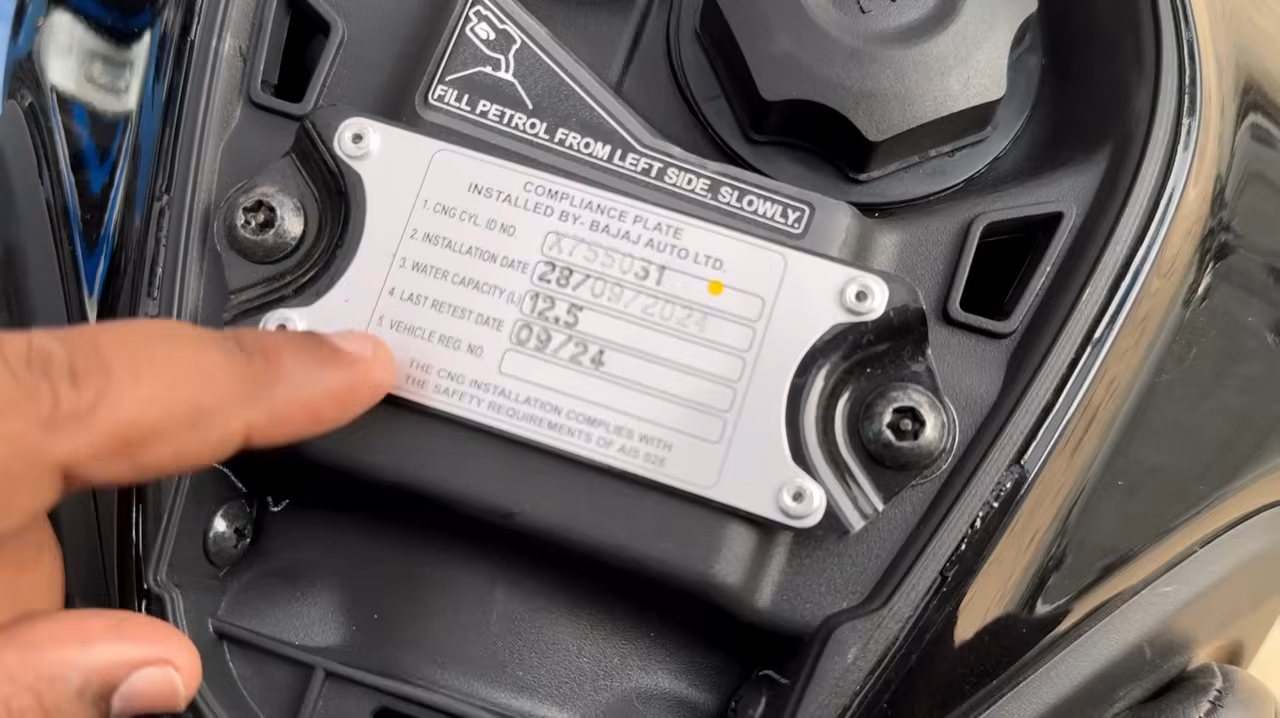 FILL PETROL FROM LEFT SIDE, SLOWLY.
COMPLIANCE PLATE
INSTALLED BY- BAJAJ AUTO LTD.
1. CNG CYL. ID NO X755031
2. INSTALLATION DATE 28/09/2024
3. WATER CAPACITY (L) 12.5
4. LAST RETEST DATE 09/24
5. VEHICLE REG. NO.
THE CNG INSTALLATION COMPLIES WITH
THE SAFETY REQUIREMENTS OF AIS 028